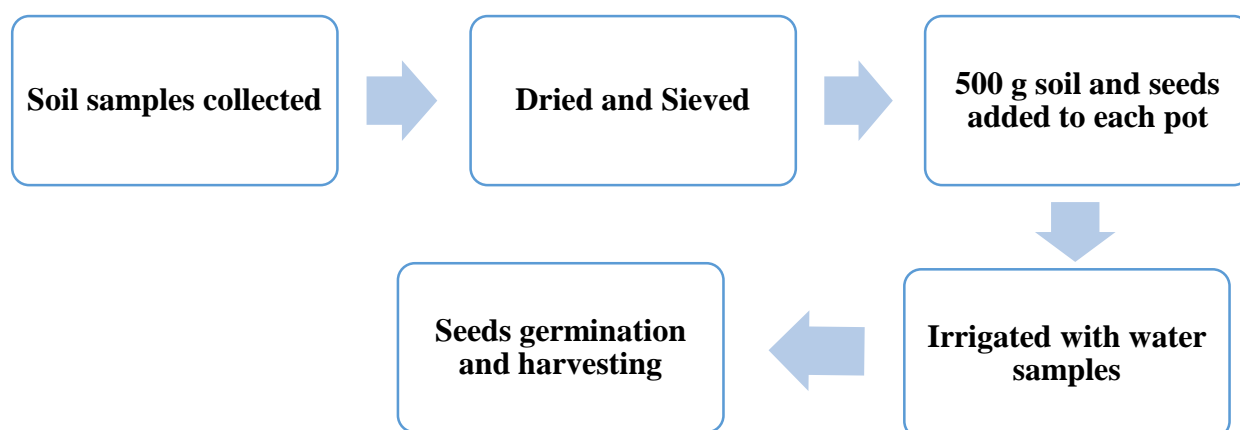 Soil samples collected
Dried and Sieved
500 g soil and seeds
added to each pot
Irrigated with water
samples
Seeds germination
and harvesting